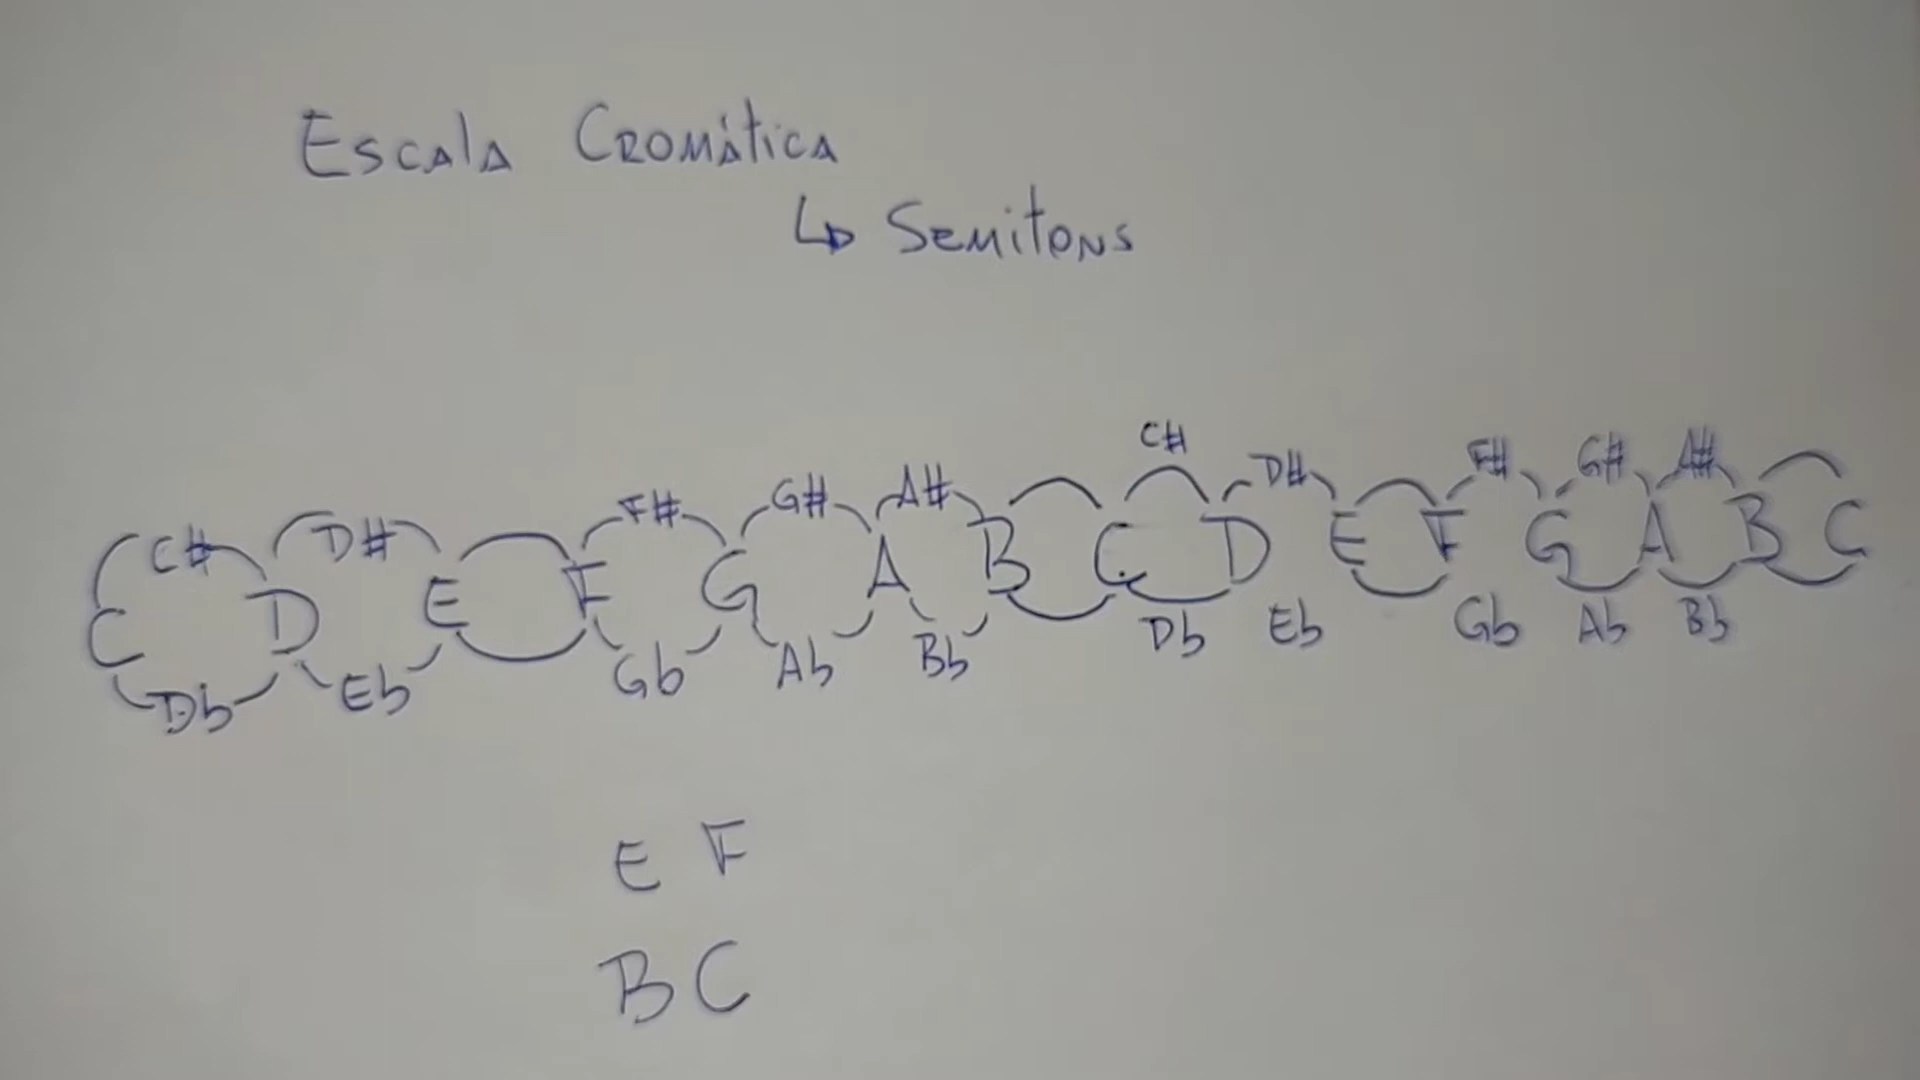 Escala Cromática
↳ Semitons
C# D# F# G# A# C# D# F# G# A#
C D E F G A B C D E F G A B C
Db Eb Gb Ab Bb Db Eb Gb Ab Bb
E F
B C